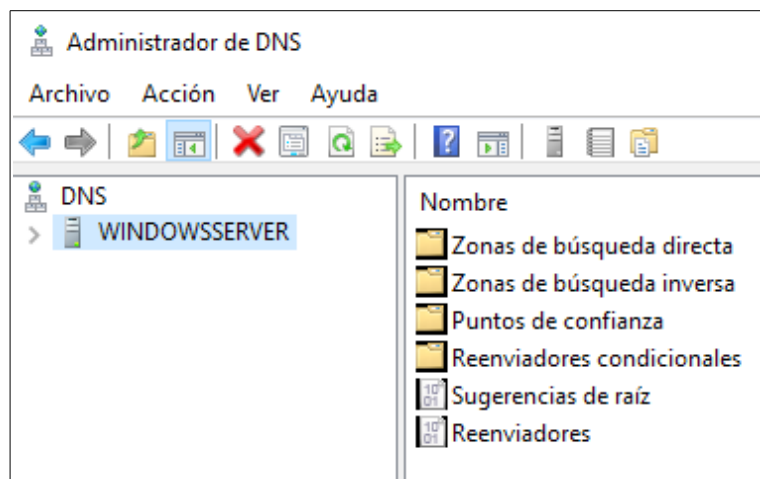 Administrador de DNS
Archivo Acción Ver Ayuda
DNS
WINDOWSSERVER
Nombre
Zonas de búsqueda directa
Zonas de búsqueda inversa
Puntos de confianza
Reenviadores condicionales
Sugerencias de raíz
Reenviadores